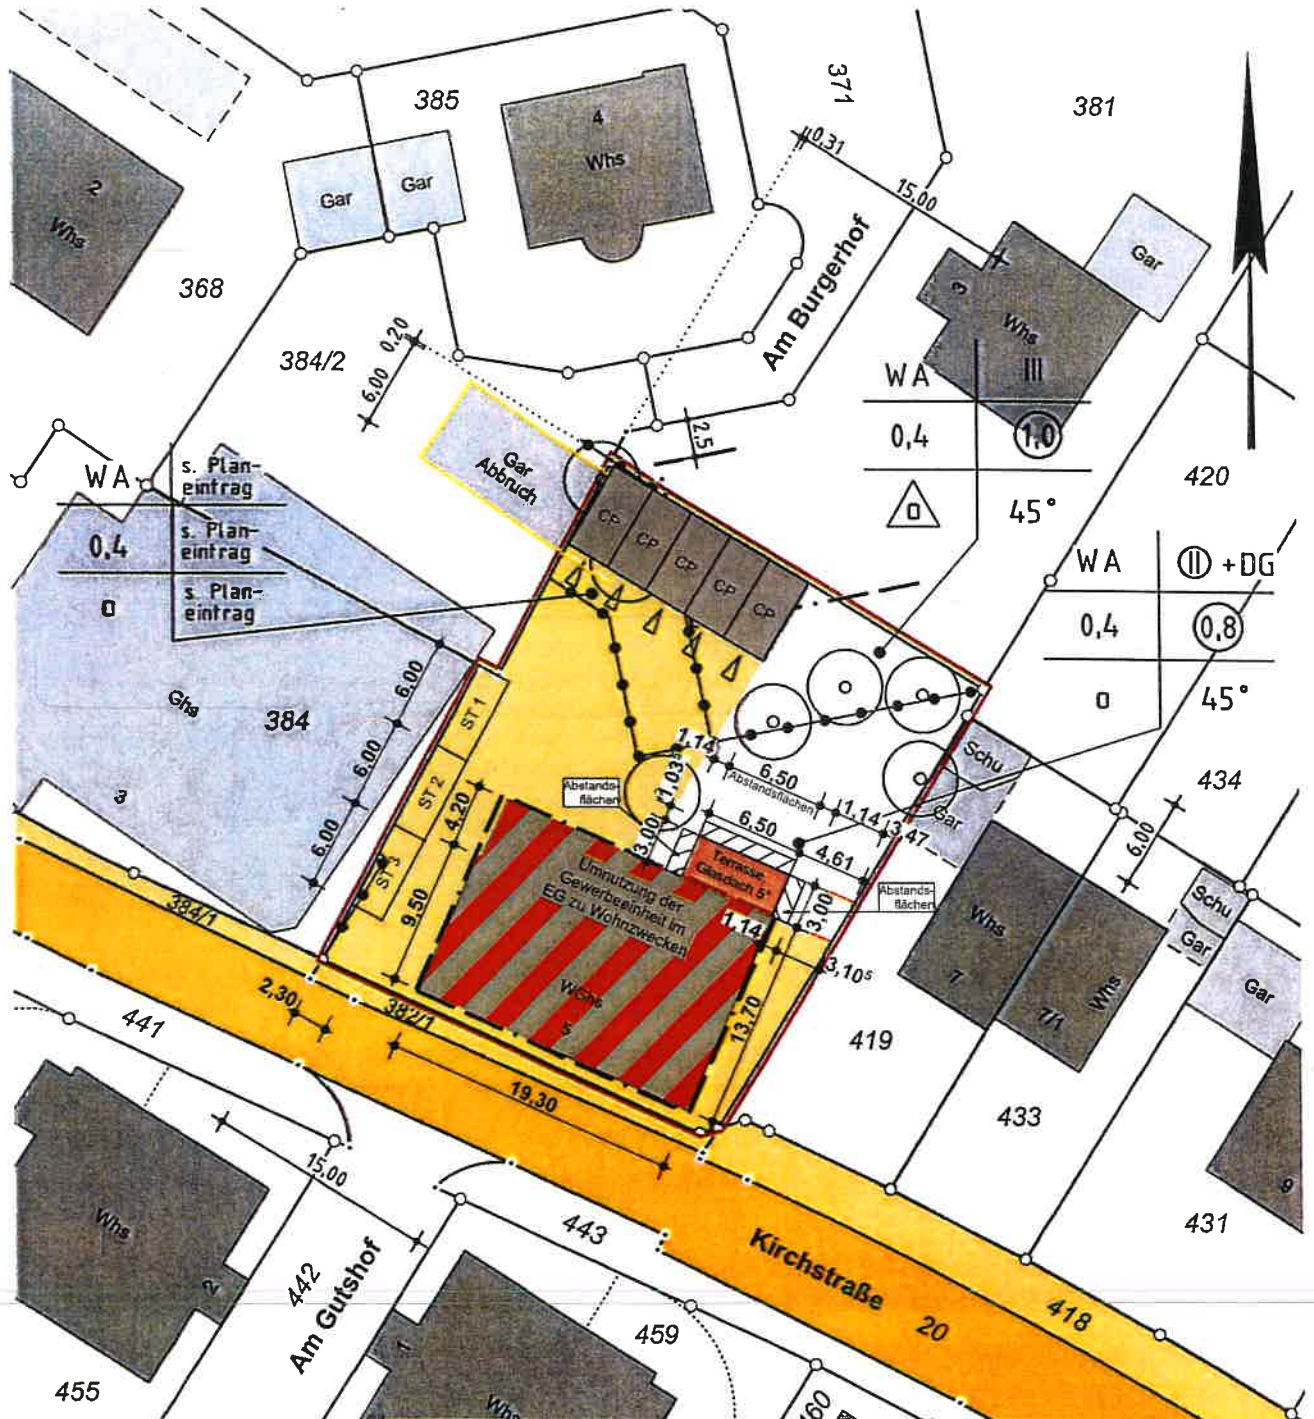 385
371
381
4
Whs
Gar
Gar
0,31
15,00
2
Whs
368
Am Burgerhof
Gar
3
Whs
384/2
0,20
6,00
WA
III
0,4
1,0
o
45°
2,5
420
Gar
Abbruch
WA
s. Plan-
eintrag
0,4
s. Plan-
eintrag
o
s. Plan-
eintrag
CP
CP
CP
CP
CP
WA
II +DG
0,4
0,8
o
45°
Ghs
384
3
6,00
6,00
6,00
ST 1
ST 2
ST 3
4,20
9,50
1,14
1,03⁵
6,50
Abstandsflächen
1,14
3,47
Abstands-
flächen
3,00
6,50
4,61
Terrasse
Glasdach 5°
Abstands-
flächen
3,00
1,14
3,10⁵
13,70
Schu
Gar
434
6,00
Schu
Gar
Gar
Whs
7
7/1
Whs
Umnutzung der
Gewerbeeinheit im
EG zu Wohnzwecken
WGhs
5
384/1
382/1
2,30
19,30
441
419
433
431
9
15,00
Whs
2
442
Am Gutshof
443
Kirchstraße
20
418
459
1
Whs
455
460